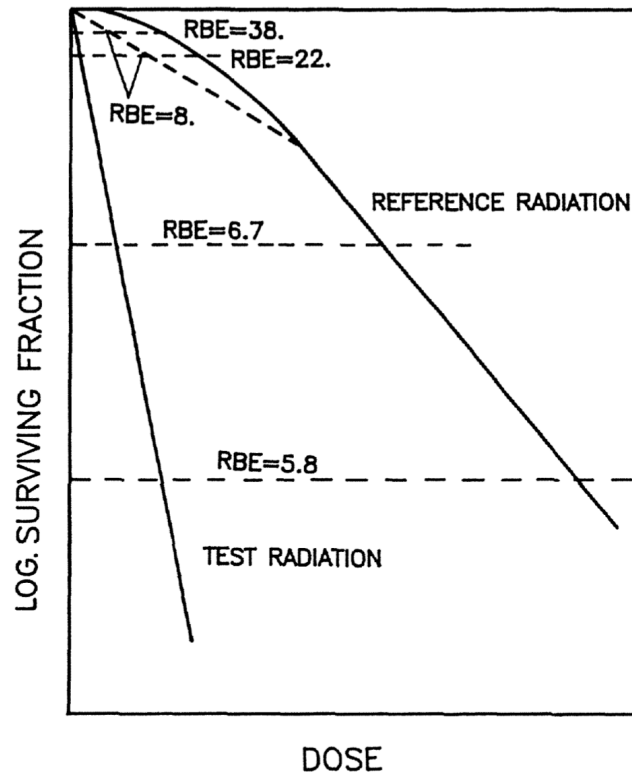 RBE=38.
RBE=22.
RBE=8.
REFERENCE RADIATION
RBE=6.7
RBE=5.8
TEST RADIATION
LOG. SURVIVING FRACTION
DOSE